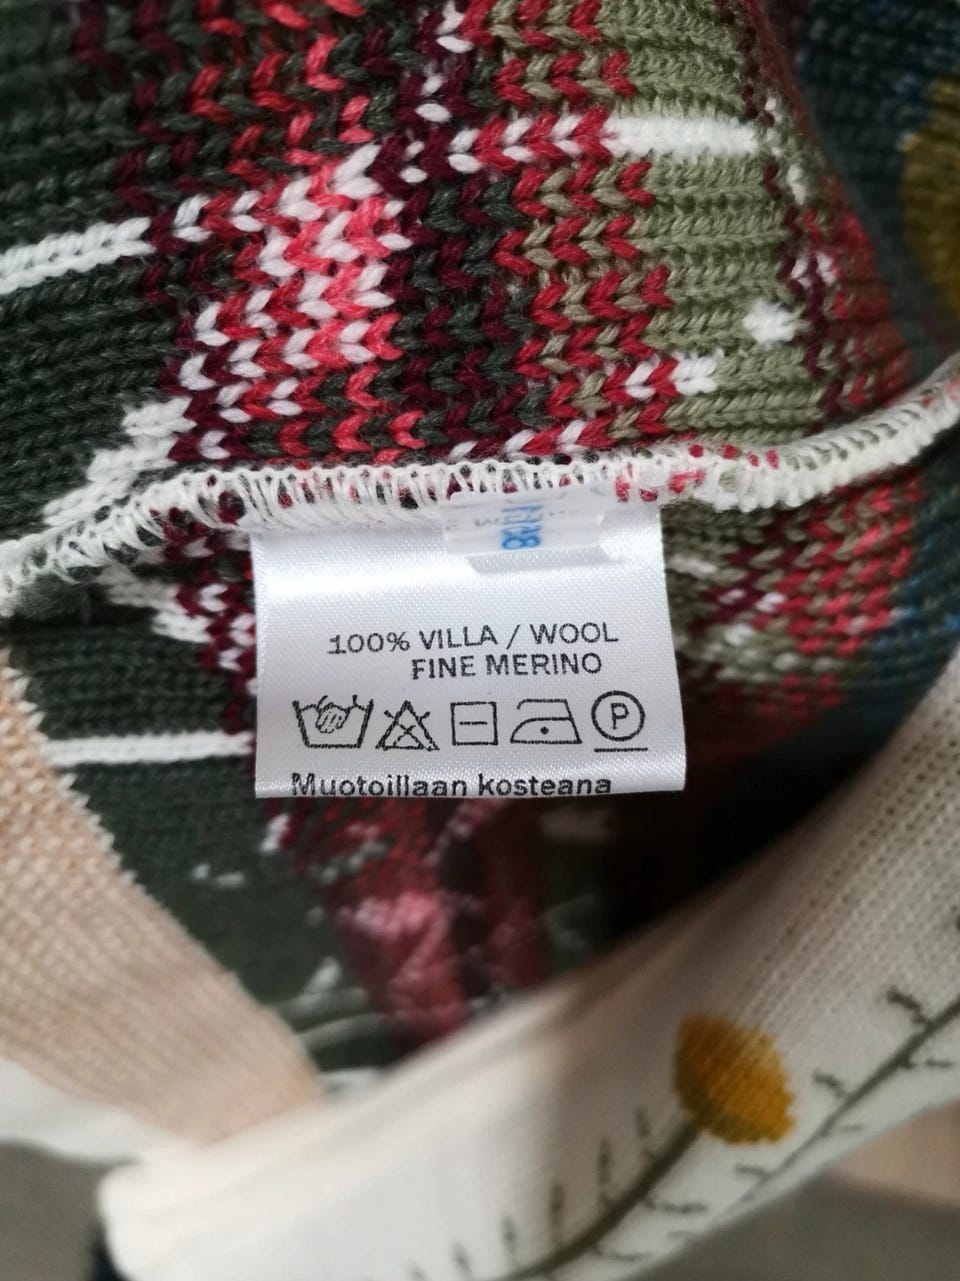 100% VILLA / WOOL
FINE MERINO
P
Muotoillaan kosteana